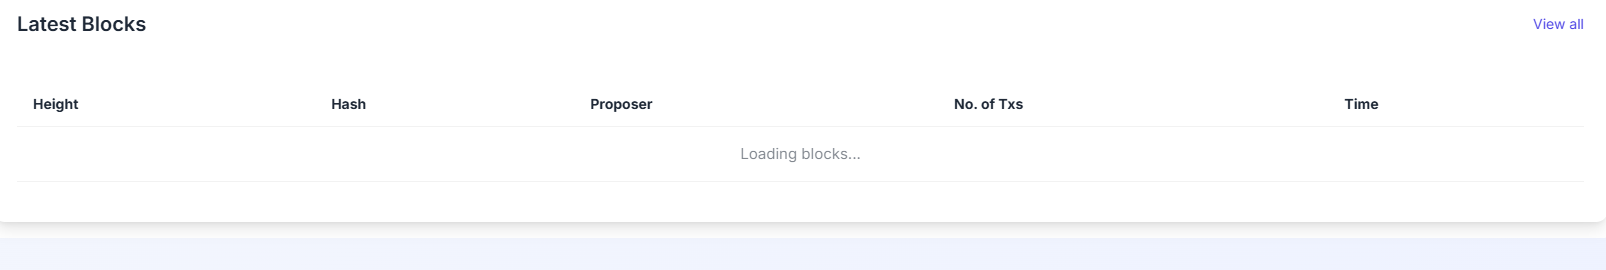 Latest Blocks View all
Height Hash Proposer No. of Txs Time
Loading blocks...